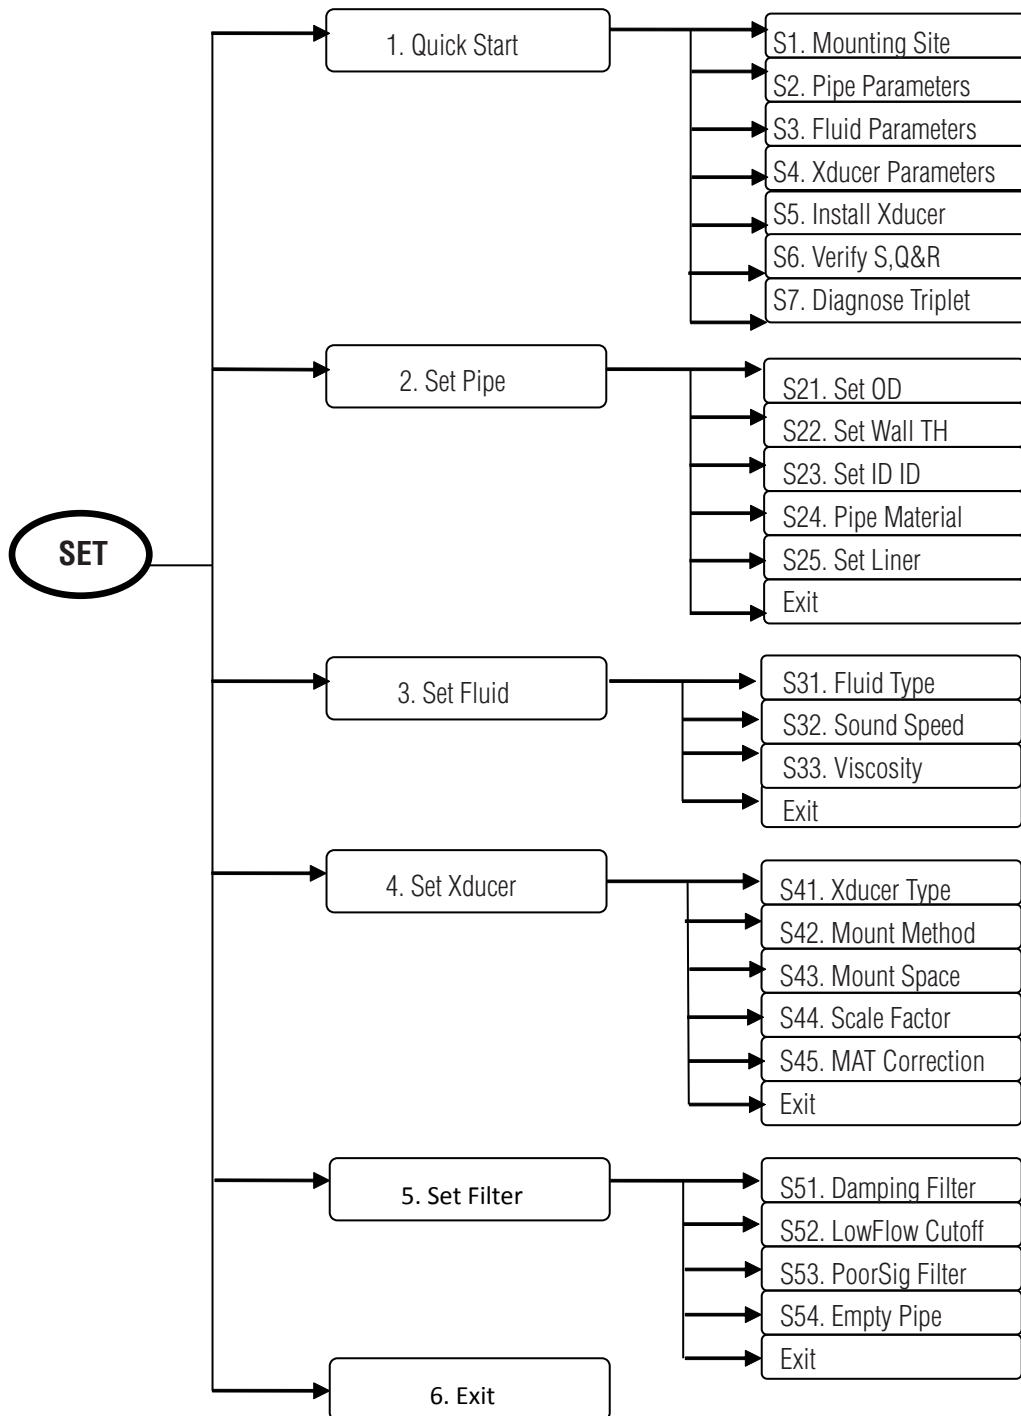 SET
1. Quick Start
S1. Mounting Site
S2. Pipe Parameters
S3. Fluid Parameters
S4. Xducer Parameters
S5. Install Xducer
S6. Verify S,Q&R
S7. Diagnose Triplet
2. Set Pipe
S21. Set OD
S22. Set Wall TH
S23. Set ID ID
S24. Pipe Material
S25. Set Liner
Exit
3. Set Fluid
S31. Fluid Type
S32. Sound Speed
S33. Viscosity
Exit
4. Set Xducer
S41. Xducer Type
S42. Mount Method
S43. Mount Space
S44. Scale Factor
S45. MAT Correction
Exit
5. Set Filter
S51. Damping Filter
S52. LowFlow Cutoff
S53. PoorSig Filter
S54. Empty Pipe
Exit
6. Exit